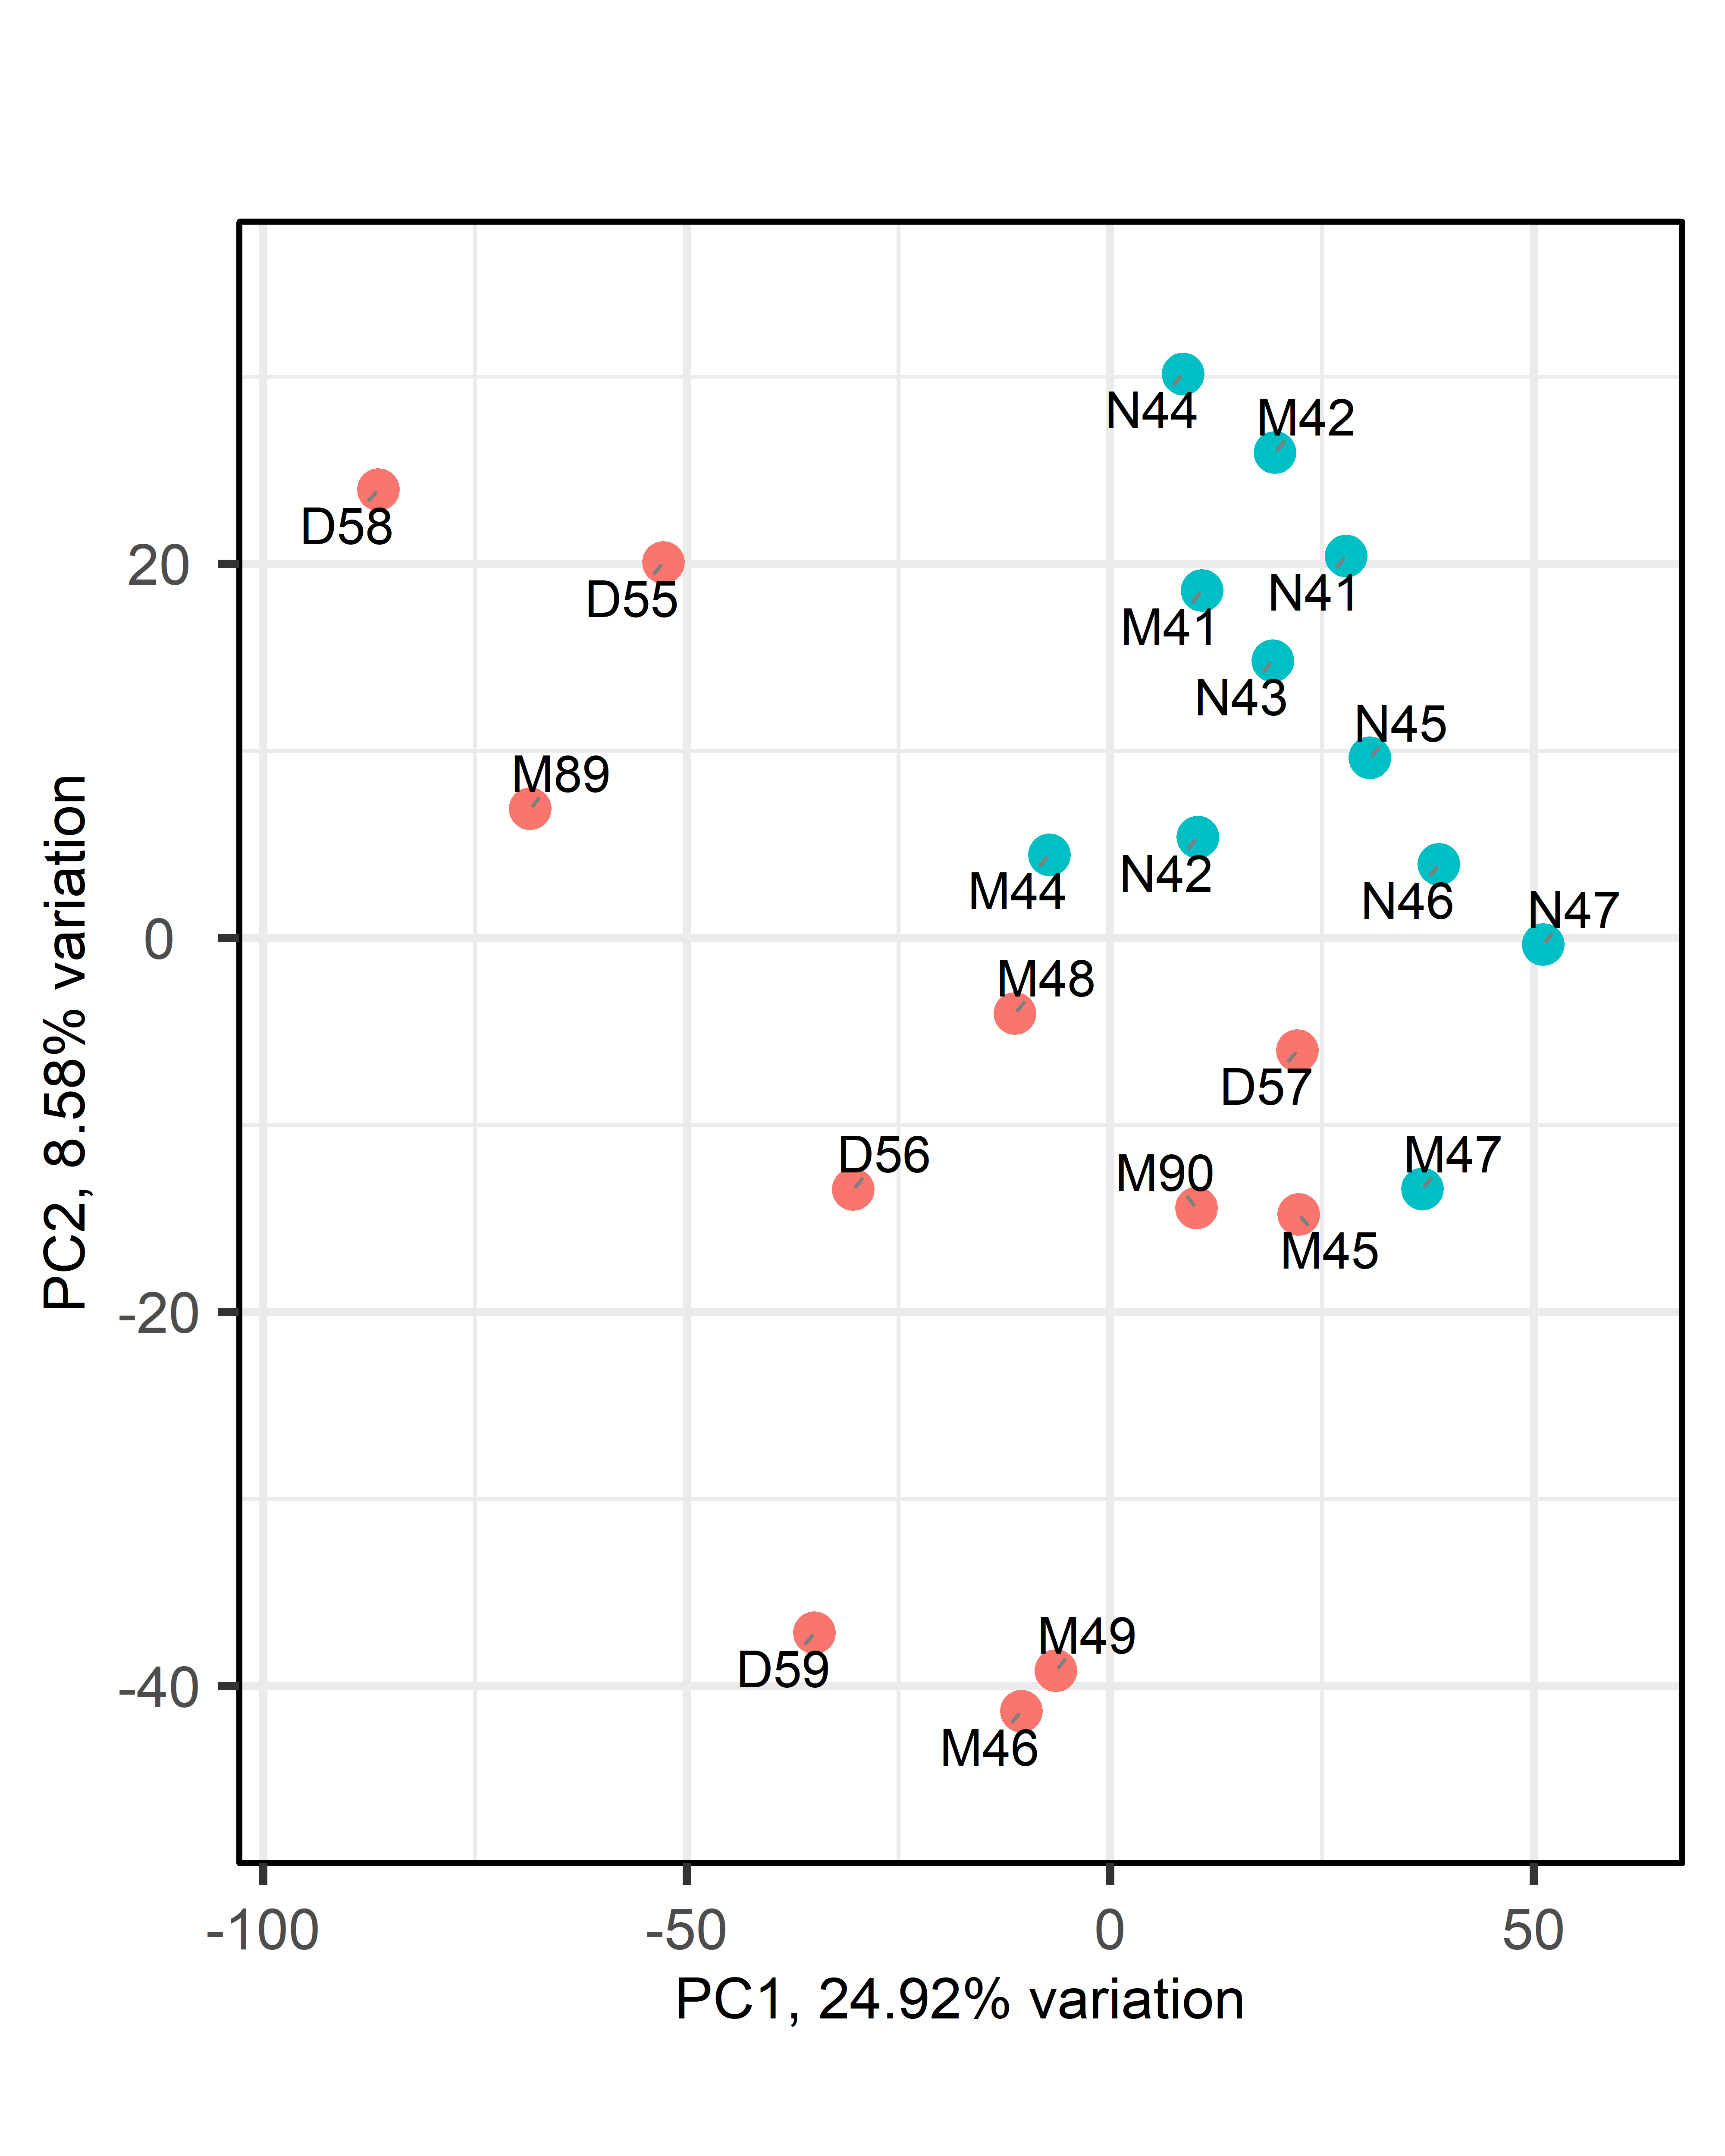 N44
M42
D58
20
N41
D55
M41
N43
N45
M89
N42
M44
N46
N47
0
M48
D57
D56
M47
M90
M45
-20
M49
D59
-40
M46
-100
-50
0
50
PC1, 24.92% variation
PC2, 8.58% variation